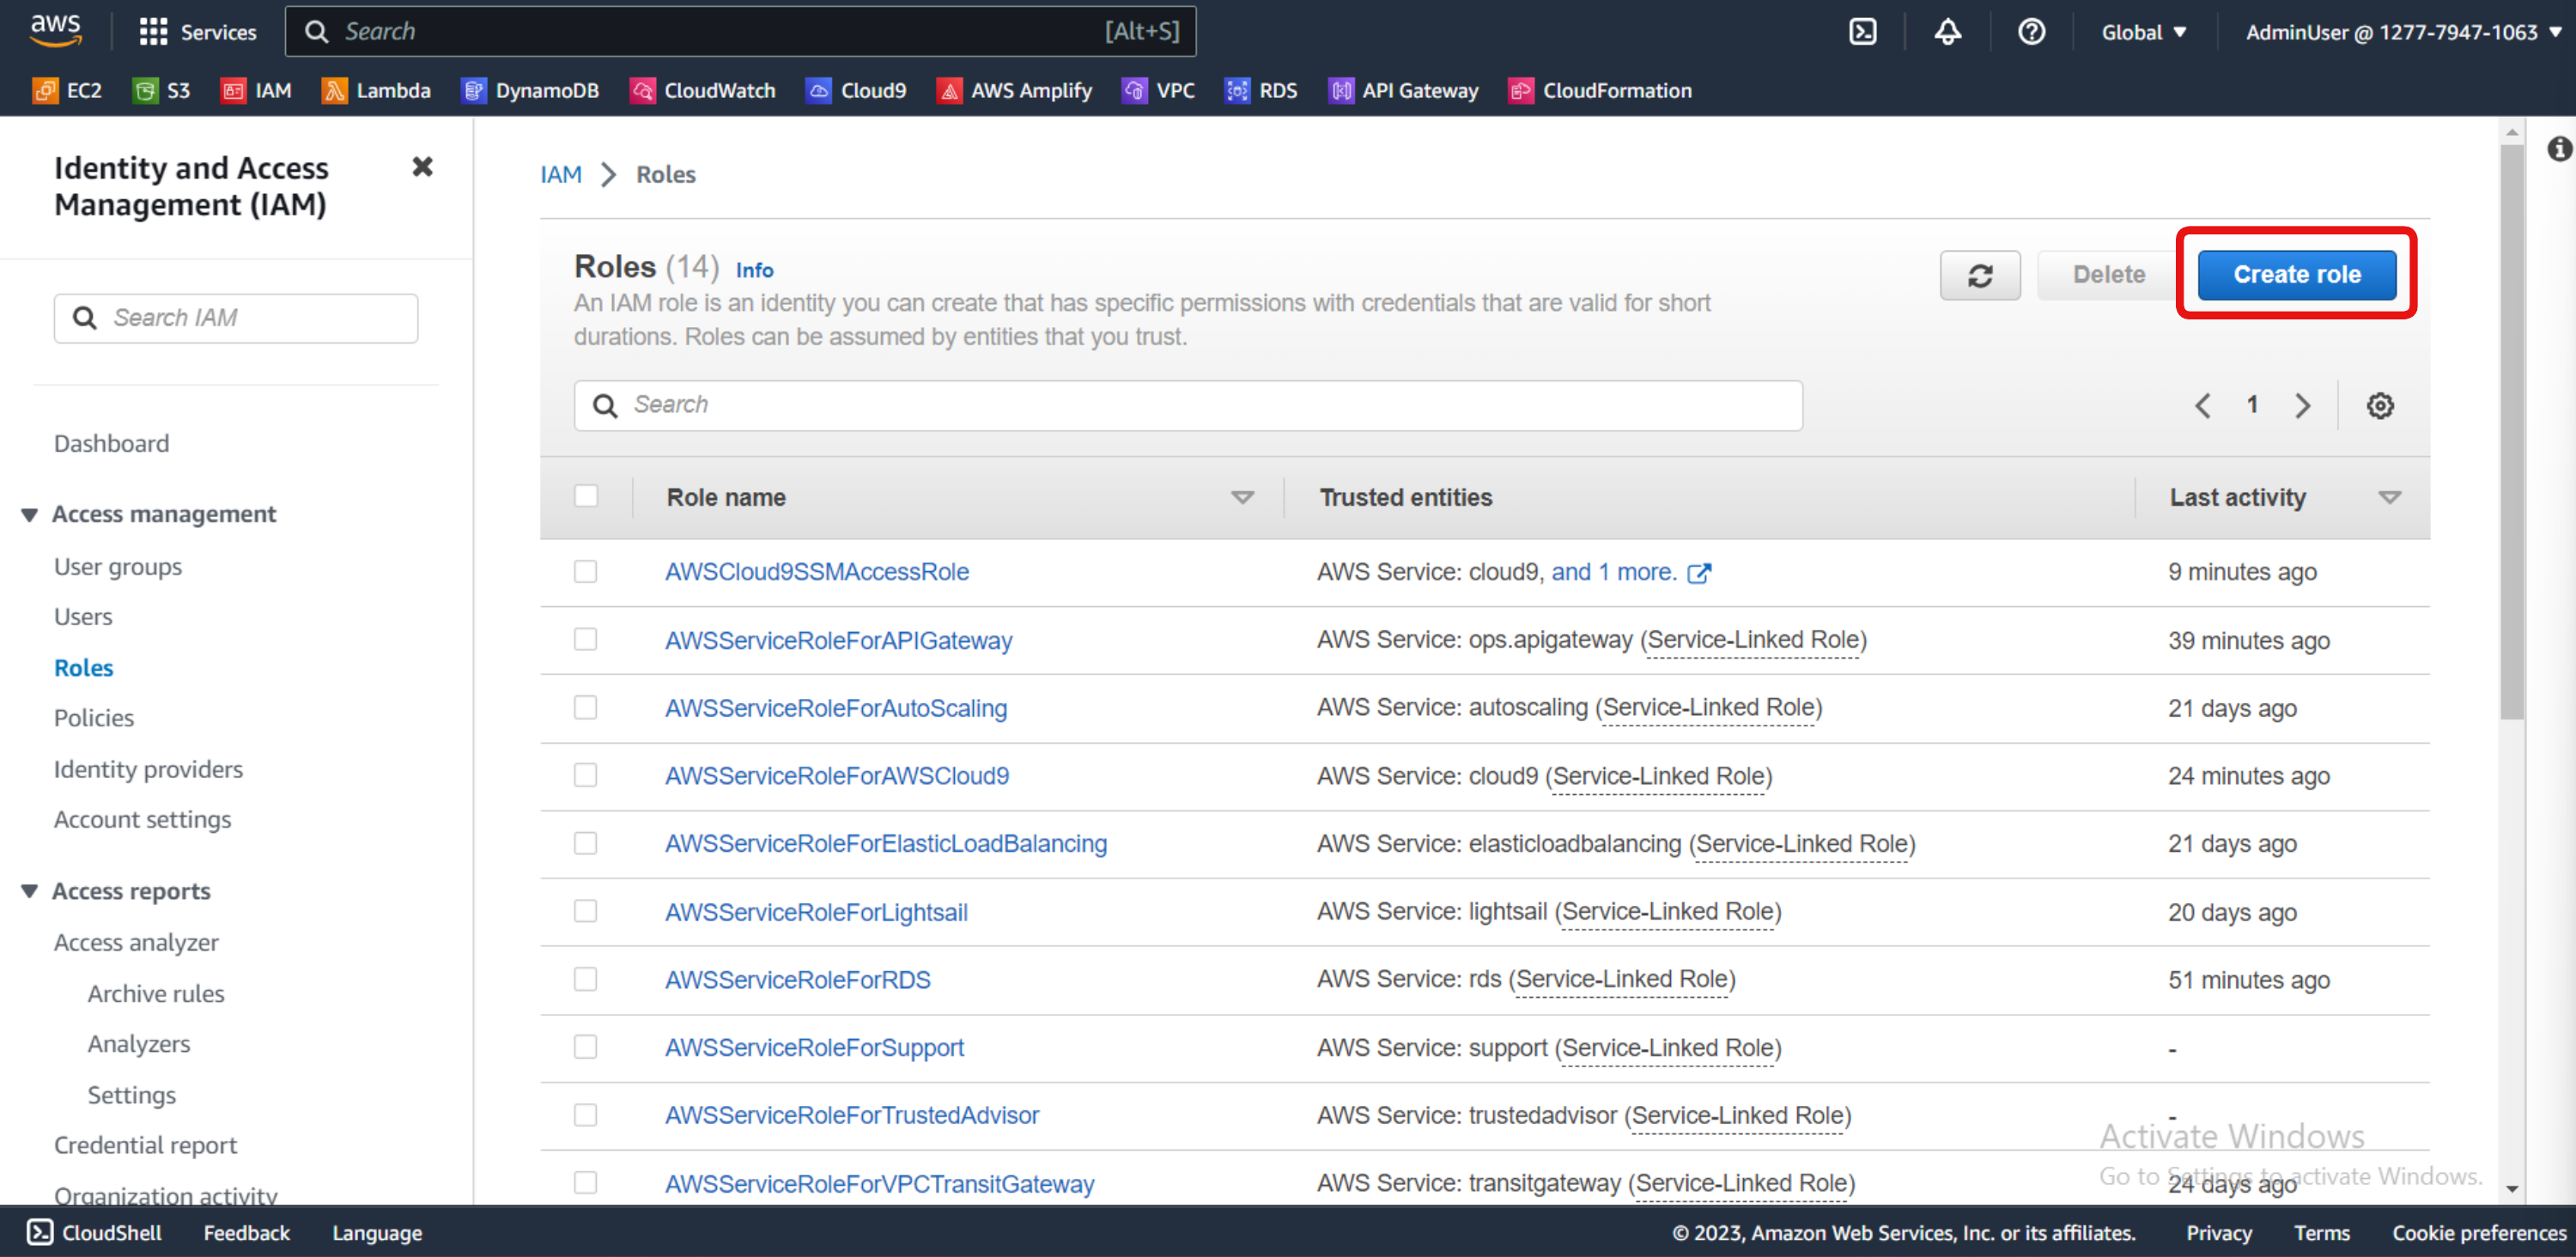 aws
Services
Search [Alt+S]
Global ▼
AdminUser @ 1277-7947-1063 ▼
EC2 S3 IAM Lambda DynamoDB CloudWatch Cloud9 AWS Amplify VPC RDS API Gateway CloudFormation
Identity and Access
Management (IAM)
Search IAM
Dashboard
Access management
User groups
Users
Roles
Policies
Identity providers
Account settings
Access reports
Access analyzer
Archive rules
Analyzers
Settings
Credential report
Organization activity
IAM > Roles
Roles (14) Info
An IAM role is an identity you can create that has specific permissions with credentials that are valid for short
durations. Roles can be assumed by entities that you trust.
Delete
Create role
Search
1
Role name Trusted entities Last activity
AWSCloud9SSMAccessRole AWS Service: cloud9, and 1 more. 9 minutes ago
AWSServiceRoleForAPIGateway AWS Service: ops.apigateway (Service-Linked Role) 39 minutes ago
AWSServiceRoleForAutoScaling AWS Service: autoscaling (Service-Linked Role) 21 days ago
AWSServiceRoleForAWSCloud9 AWS Service: cloud9 (Service-Linked Role) 24 minutes ago
AWSServiceRoleForElasticLoadBalancing AWS Service: elasticloadbalancing (Service-Linked Role) 21 days ago
AWSServiceRoleForLightsail AWS Service: lightsail (Service-Linked Role) 20 days ago
AWSServiceRoleForRDS AWS Service: rds (Service-Linked Role) 51 minutes ago
AWSServiceRoleForSupport AWS Service: support (Service-Linked Role) -
AWSServiceRoleForTrustedAdvisor AWS Service: trustedadvisor (Service-Linked Role) -
AWSServiceRoleForVPCTransitGateway AWS Service: transitgateway (Service-Linked Role) 24 days ago
Activate Windows
Go to Settings to activate Windows.
CloudShell Feedback Language
© 2023, Amazon Web Services, Inc. or its affiliates. Privacy Terms Cookie preferences